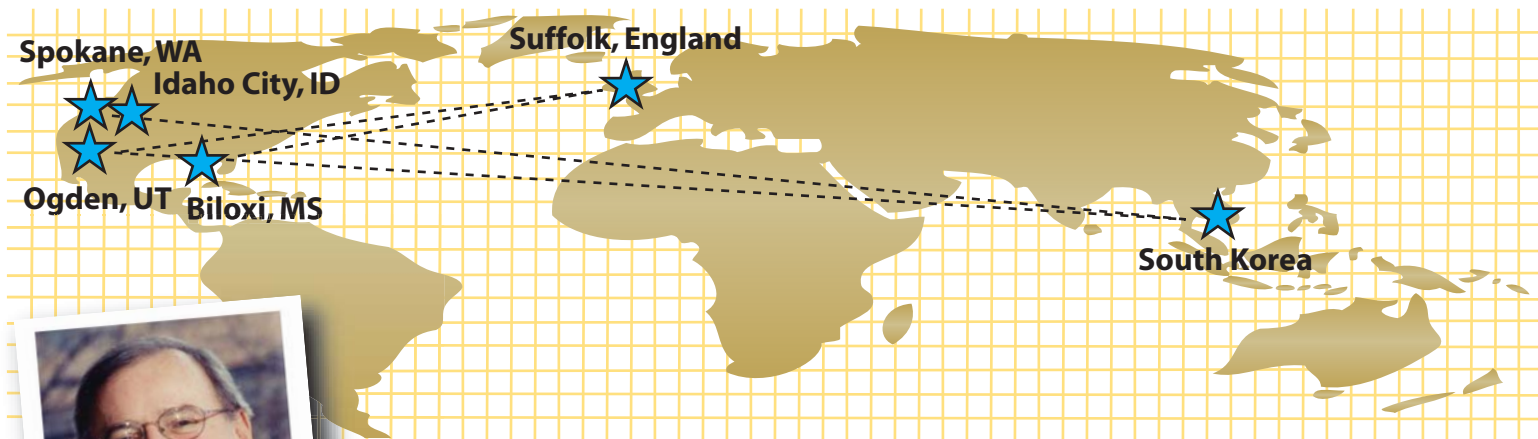 Spokane, WA
Idaho City, ID
Suffolk, England
Ogden, UT
Biloxi, MS
South Korea